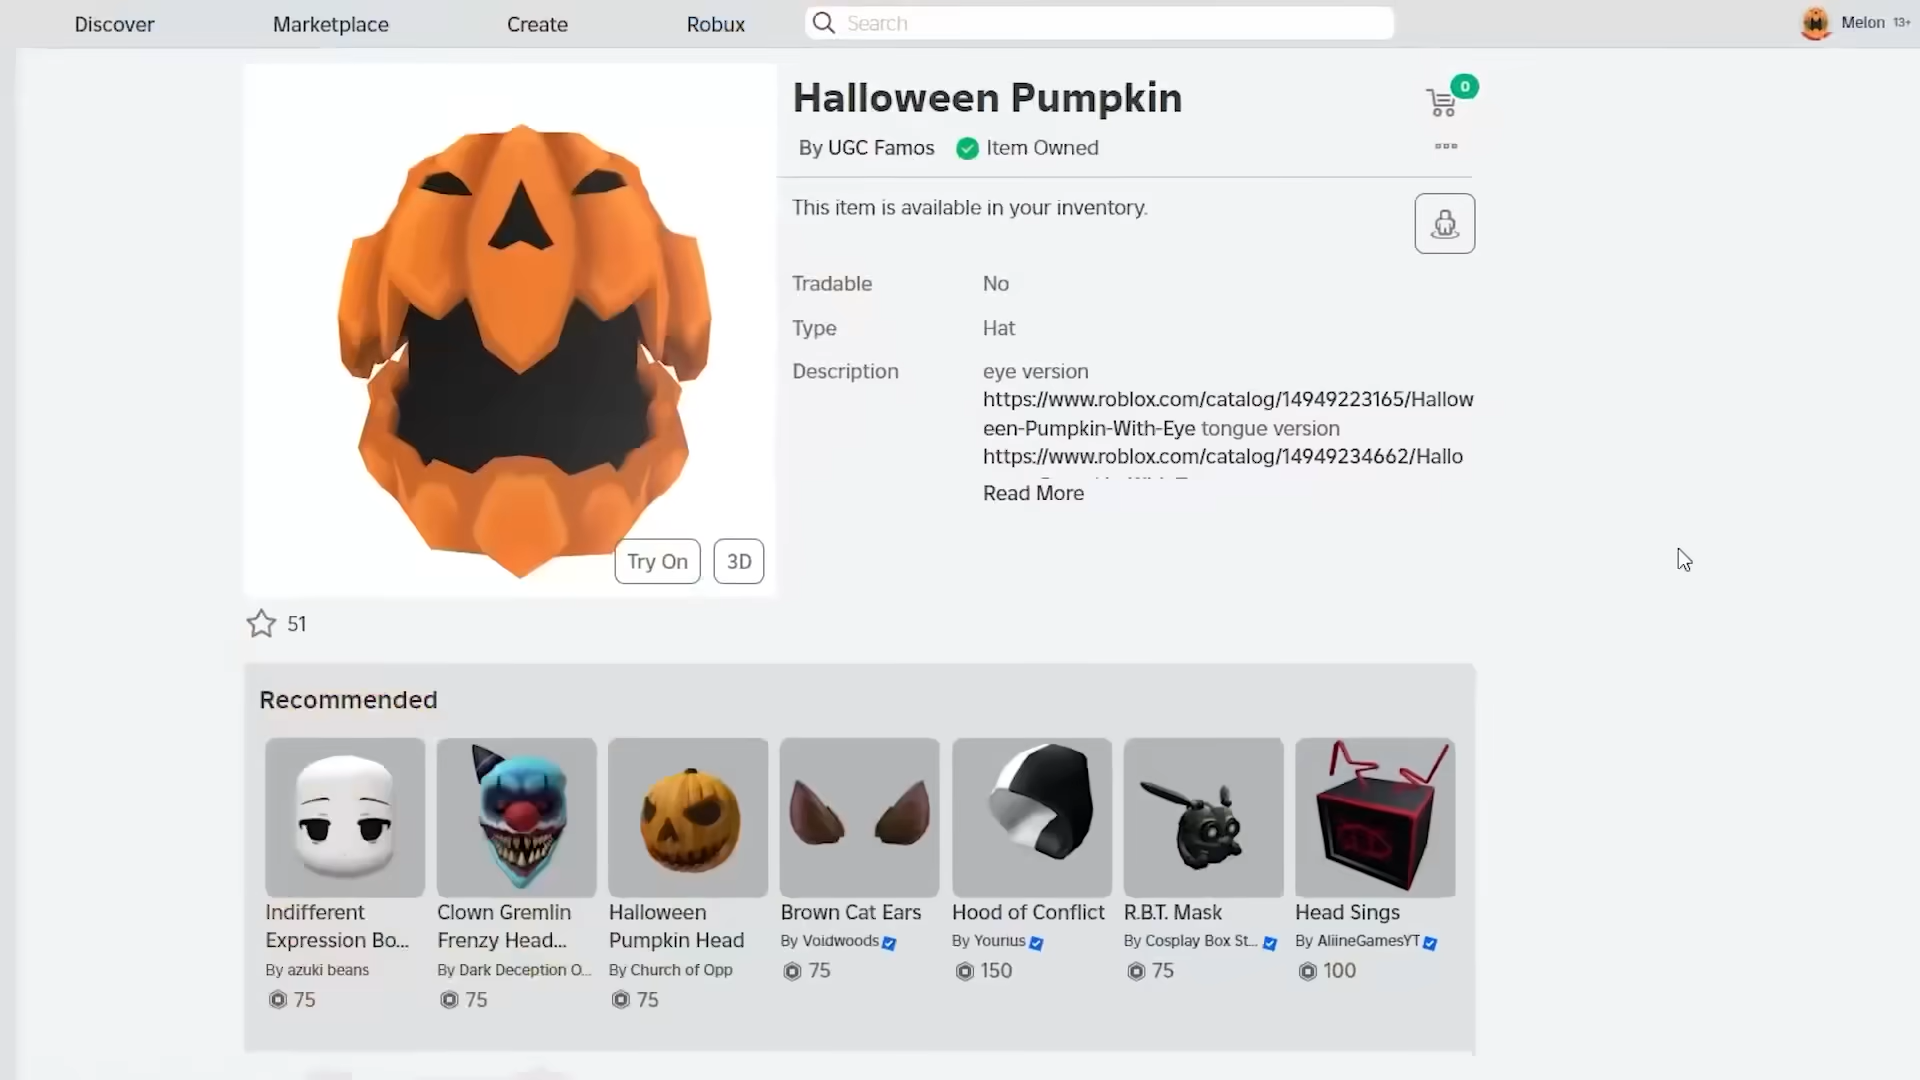 Discover Marketplace Create Robux Search Melon 13+
Halloween Pumpkin
0
By UGC Famos Item Owned
This item is available in your inventory.
Tradable No
Type Hat
Description eye version
https://www.roblox.com/catalog/14949223165/Hallow
een-Pumpkin-With-Eye tongue version
https://www.roblox.com/catalog/14949234662/Hallo
Read More
Try On 3D
51
Recommended
Indifferent
Expression Bo...
By azuki beans
75
Clown Gremlin
Frenzy Head...
By Dark Deception O...
75
Halloween
Pumpkin Head
By Church of Opp
75
Brown Cat Ears
By Voidwoods
75
Hood of Conflict
By Yourius
150
R.B.T. Mask
By Cosplay Box St...
75
Head Sings
By AliineGamesYT
100